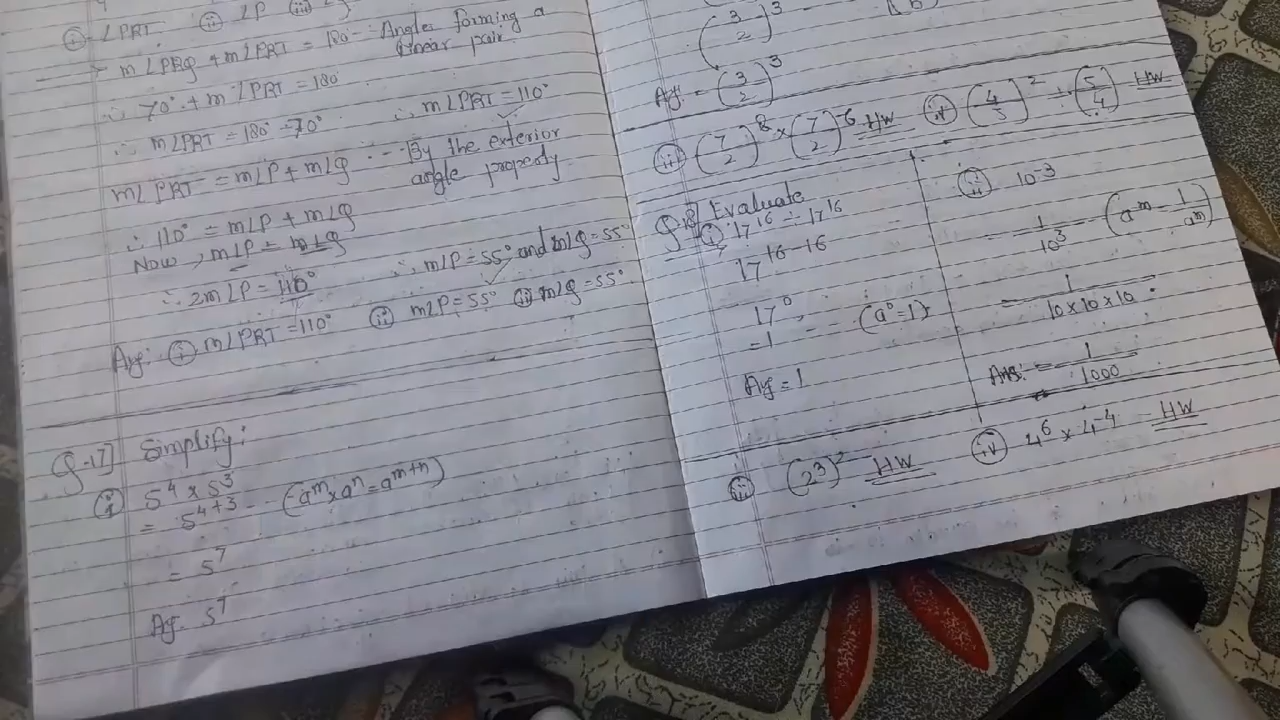 (i) ∠PRT (ii) ∠P (iii)
m∠PRQ + m∠PRT = 180° - Angles forming a linear pair.
∴ 70° + m∠PRT = 180°
∴ m∠PRT = 180° - 70° ∴ m∠PRT = 110°
m∠PRT = m∠P + m∠Q - - By the exterior angle property
∴ 110° = m∠P + m∠Q
Now, m∠P = m∠Q
∴ 2m∠P = 110° ∴ m∠P = 55° and m∠Q = 55°
Ans: (i) m∠PRT = 110° (ii) m∠P = 55° (iii) m∠Q = 55°
Q-17] Simplify:
(i) 5⁴ × 5³
= 5⁴⁺³ - - (aᵐ × aⁿ = aᵐ⁺ⁿ)
= 5⁷
Ans: 5⁷
(3/2)³
Ans: = (3/2)³
(iii) (7/2)⁸ × (7/2)⁻⁶ HW (iv) (4/5)² ÷ (5/4) HW
Q-18] Evaluate
(i) 17¹⁶ ÷ 17¹⁶
17¹⁶⁻¹⁶
17⁰
= 1 - - (a⁰ = 1)
Ans = 1
(ii) 10⁻³
= 1/10³ - (a⁻ᵐ = 1/aᵐ)
= 1/10×10×10
Ans: = 1/1000
(iii) (2³)² HW (iv) 4⁶ × 4⁻⁴ - HW